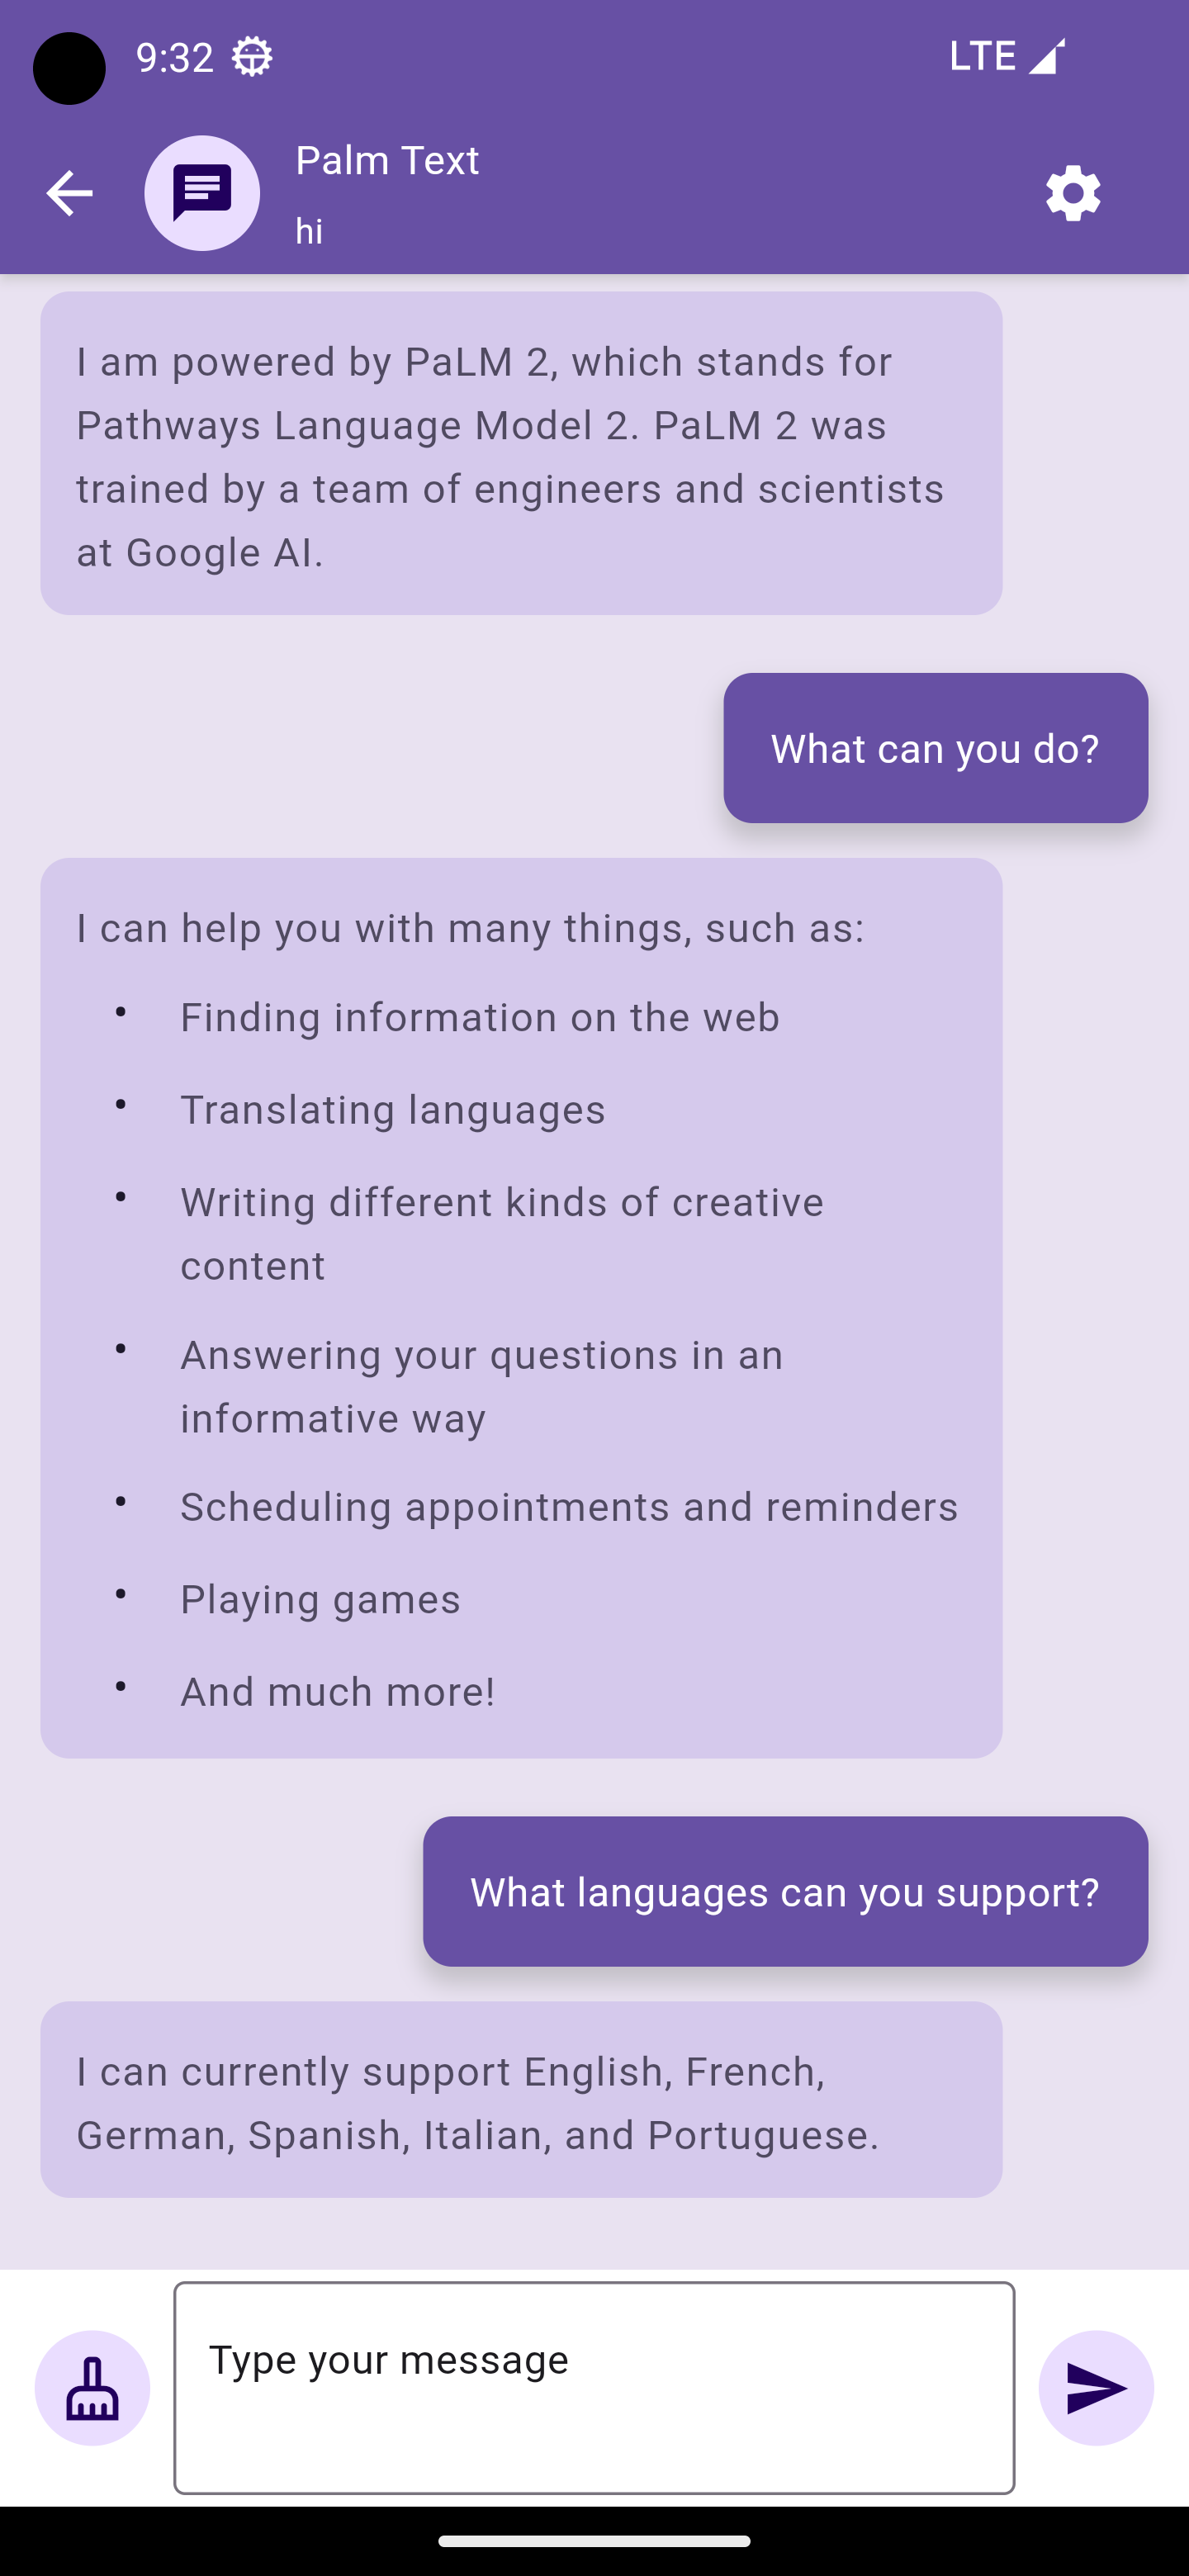 9:32
LTE
Palm Text
hi
I am powered by PaLM 2, which stands for
Pathways Language Model 2. PaLM 2 was
trained by a team of engineers and scientists
at Google AI.
What can you do?
I can help you with many things, such as:
• Finding information on the web
• Translating languages
• Writing different kinds of creative
content
• Answering your questions in an
informative way
• Scheduling appointments and reminders
• Playing games
• And much more!
What languages can you support?
I can currently support English, French,
German, Spanish, Italian, and Portuguese.
Type your message